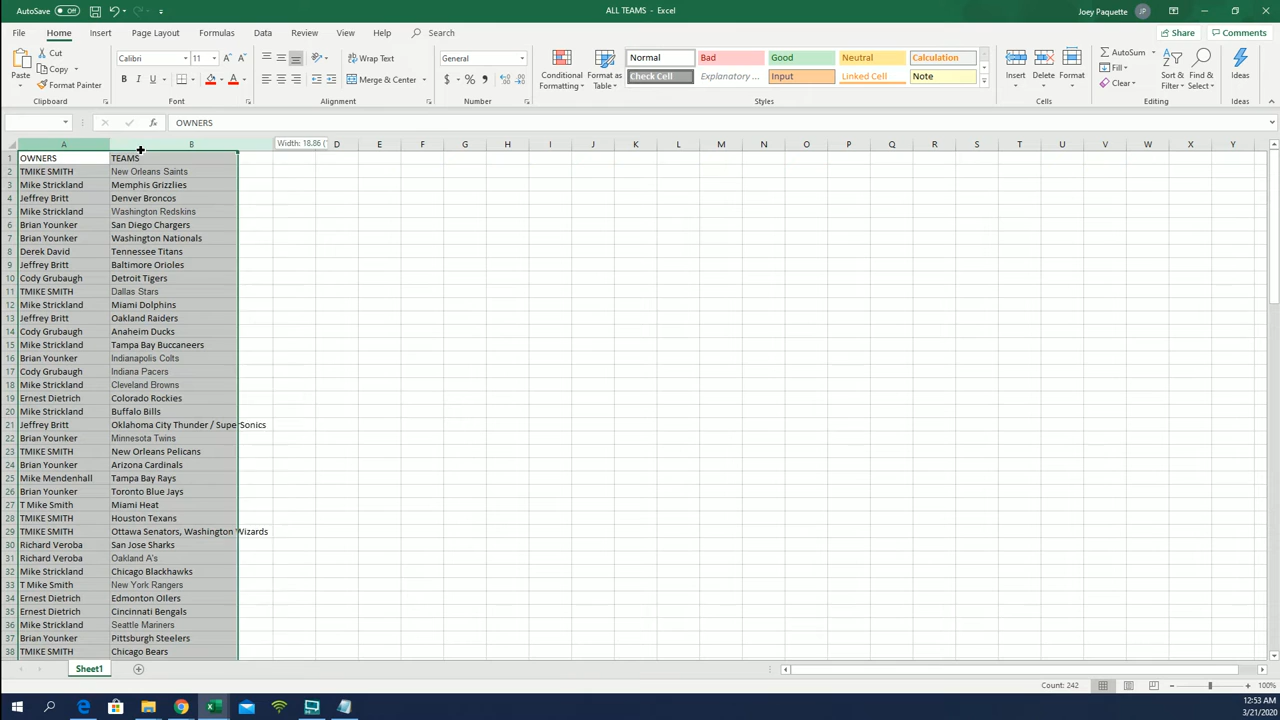 AutoSave Off ALL TEAMS - Excel Joey Paquette JF
File Home Insert Page Layout Formulas Data Review View Help Search Share Comments
Cut Calibri 11 Wrap Text General Normal Bad Good Neutral Calculation AutoSum
Paste Copy Conditional Formatting Format as Table Check Cell Explanatory ... Input Linked Cell Note Insert Delete Format Fill Sort & Filter Find & Select Ideas
Format Painter Merge & Center Clear
Clipboard Font Alignment Number Styles Cells Editing Ideas
OWNERS
A B Width: 18.86 ( D E F G H I J K L M N O P Q R S T U V W X Y
1 OWNERS TEAMS
2 TMIKE SMITH New Orleans Saints
3 Mike Strickland Memphis Grizzlies
4 Jeffrey Britt Denver Broncos
5 Mike Strickland Washington Redskins
6 Brian Younker San Diego Chargers
7 Brian Younker Washington Nationals
8 Derek David Tennessee Titans
9 Jeffrey Britt Baltimore Orioles
10 Cody Grubaugh Detroit Tigers
11 TMIKE SMITH Dallas Stars
12 Mike Strickland Miami Dolphins
13 Jeffrey Britt Oakland Raiders
14 Cody Grubaugh Anaheim Ducks
15 Mike Strickland Tampa Bay Buccaneers
16 Brian Younker Indianapolis Colts
17 Cody Grubaugh Indiana Pacers
18 Mike Strickland Cleveland Browns
19 Ernest Dietrich Colorado Rockies
20 Mike Strickland Buffalo Bills
21 Jeffrey Britt Oklahoma City Thunder / SuperSonics
22 Brian Younker Minnesota Twins
23 TMIKE SMITH New Orleans Pelicans
24 Brian Younker Arizona Cardinals
25 Mike Mendenhall Tampa Bay Rays
26 Brian Younker Toronto Blue Jays
27 T Mike Smith Miami Heat
28 TMIKE SMITH Houston Texans
29 TMIKE SMITH Ottawa Senators, Washington Wizards
30 Richard Veroba San Jose Sharks
31 Richard Veroba Oakland A's
32 Mike Strickland Chicago Blackhawks
33 T Mike Smith New York Rangers
34 Ernest Dietrich Edmonton OIlers
35 Ernest Dietrich Cincinnati Bengals
36 Mike Strickland Seattle Mariners
37 Brian Younker Pittsburgh Steelers
38 TMIKE SMITH Chicago Bears
Sheet1
Count: 242 100%
12:53 AM
3/21/2020